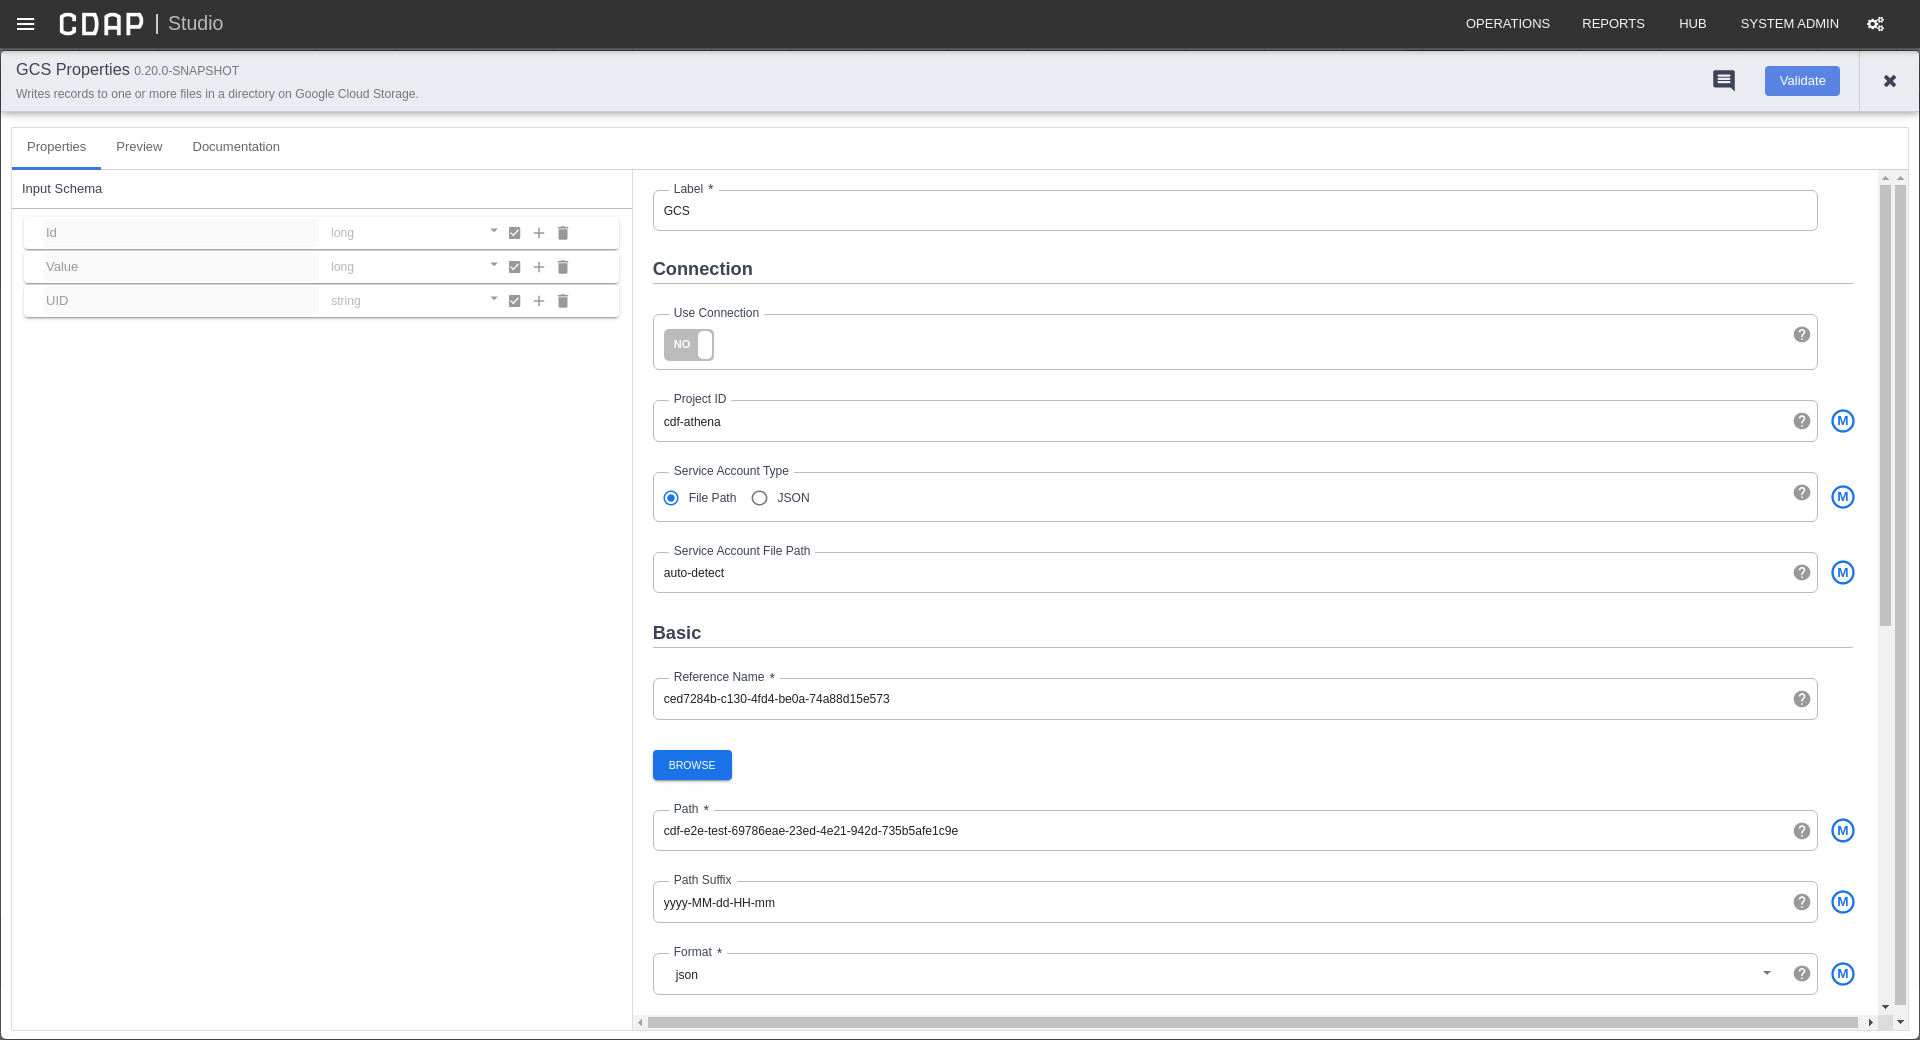 CDAP | Studio
OPERATIONS REPORTS HUB SYSTEM ADMIN
GCS Properties 0.20.0-SNAPSHOT
Writes records to one or more files in a directory on Google Cloud Storage.
Validate
Properties Preview Documentation
Input Schema
Id long
Value long
UID string
Label *
GCS
Connection
Use Connection
NO
Project ID
cdf-athena
M
Service Account Type
File Path JSON
M
Service Account File Path
auto-detect
M
Basic
Reference Name *
ced7284b-c130-4fd4-be0a-74a88d15e573
BROWSE
Path *
cdf-e2e-test-69786eae-23ed-4e21-942d-735b5afe1c9e
M
Path Suffix
yyyy-MM-dd-HH-mm
M
Format *
json
M